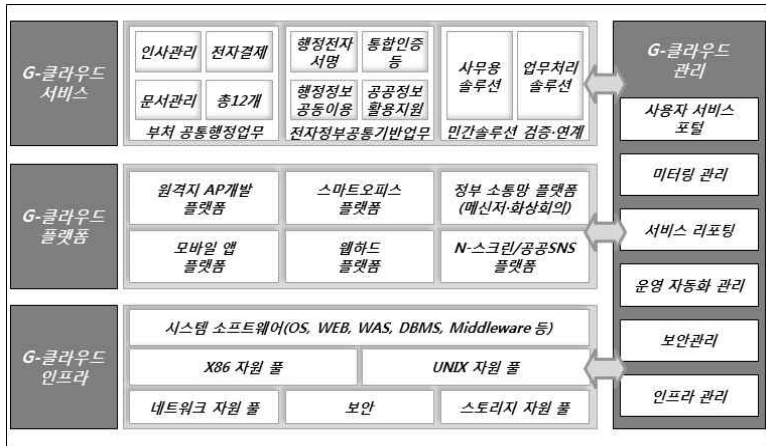 G-클라우드
서비스
인사관리
전자결제
문서관리
총12개
부처 공통행정업무
행정전자
서명
통합인증
등
행정정보
공동이용
공공정보
활용지원
전자정부공통기반업무
사무용
솔루션
업무처리
솔루션
민간솔루션 검증·연계
G-클라우드
플랫폼
원격지 AP개발
플랫폼
스마트오피스
플랫폼
정부 소통망 플랫폼
(메신저·화상회의)
모바일 앱
플랫폼
웹하드
플랫폼
N-스크린/공공SNS
플랫폼
G-클라우드
인프라
시스템 소프트웨어(OS, WEB, WAS, DBMS, Middleware 등)
X86 자원 풀
UNIX 자원 풀
네트워크 자원 풀
보안
스토리지 자원 풀
G-클라우드
관리
사용자 서비스
포털
미터링 관리
서비스 리포팅
운영 자동화 관리
보안관리
인프라 관리